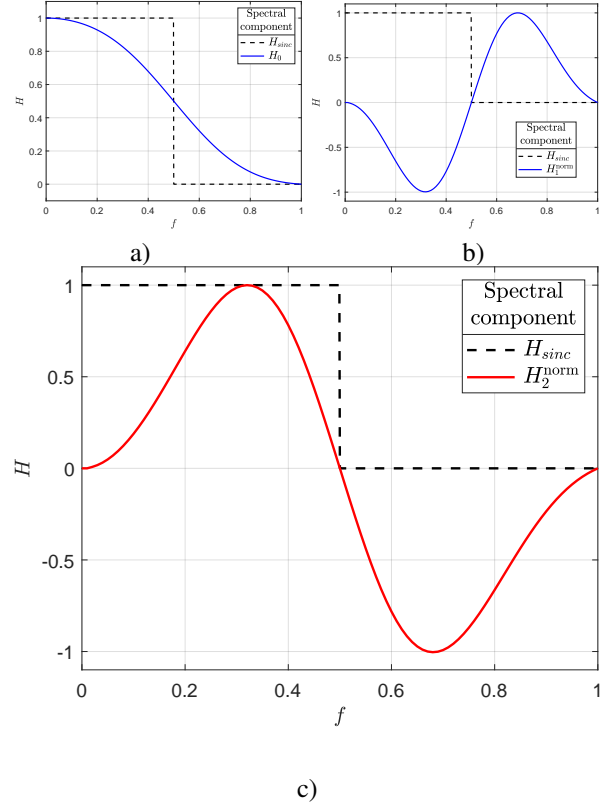 Spectral
component
H_sinc
H_0
1
0.8
0.6
0.4
0.2
0
H
0 0.2 0.4 0.6 0.8 1
f
a)
1
0.5
0
-0.5
-1
H
Spectral
component
H_sinc
H_1^norm
0 0.2 0.4 0.6 0.8 1
f
b)
1
0.5
0
-0.5
-1
H
Spectral
component
H_sinc
H_2^norm
0 0.2 0.4 0.6 0.8 1
f
c)